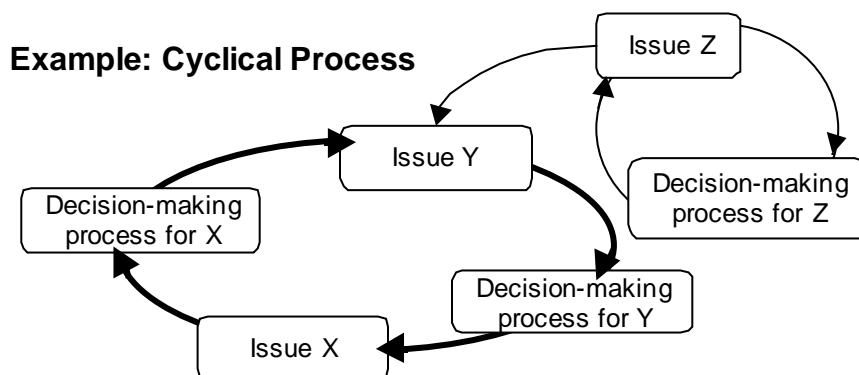 Example: Cyclical Process
Issue Z
Issue Y
Decision-making
process for Z
Decision-making
process for X
Decision-making
process for Y
Issue X